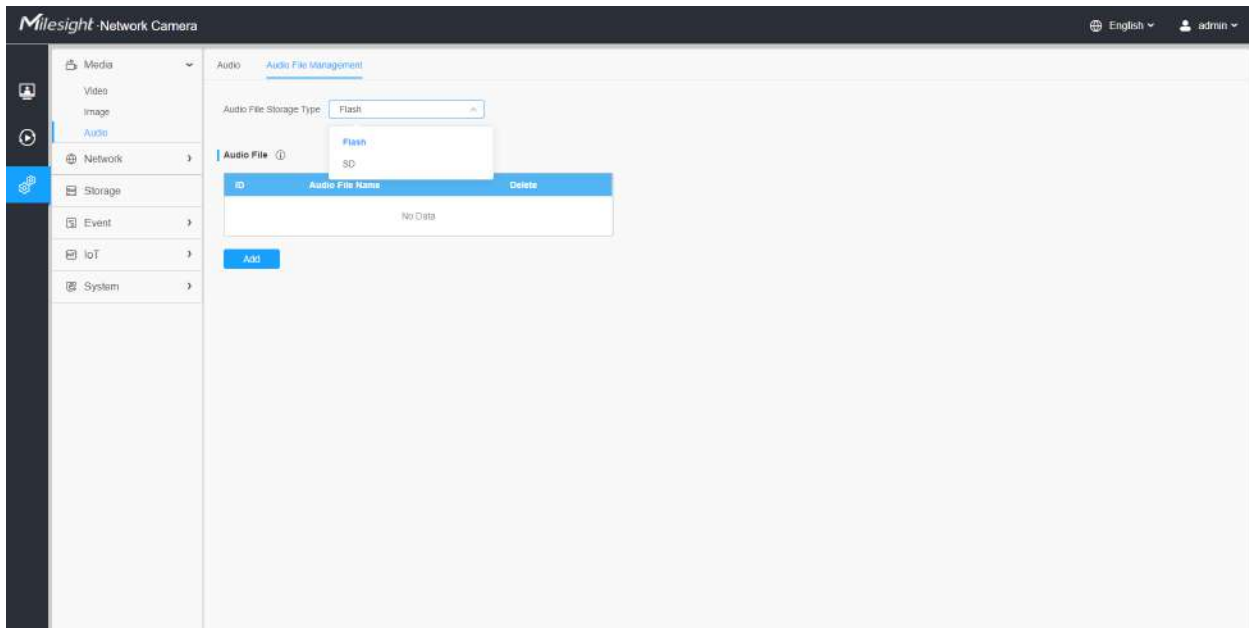 Milesight -Network Camera
English
admin
Media
Video
Image
Audio
Network
Storage
Event
IoT
System
Audio
Audio File Management
Audio File Storage Type
Flash
Flash
SD
Audio File
ID Audio File Name Delete
No Data
Add